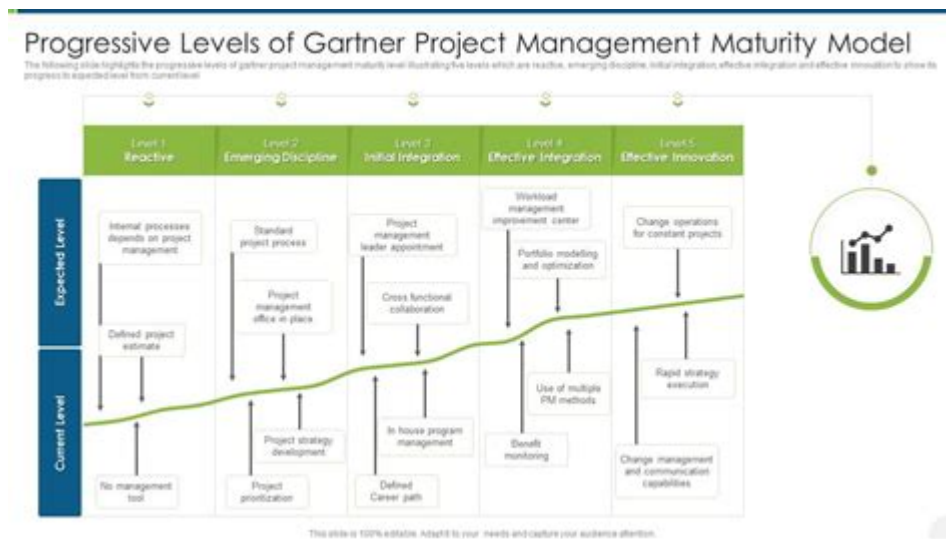 Progressive Levels of Gartner Project Management Maturity Model
The following slide highlights the progressive levels of gartner project management maturity level illustrating five levels which are reactive, emerging discipline, initial integration, effective integration and effective innovation to show its
progress to expected level from current level
Level 1
Reactive
Level 2
Emerging Discipline
Level 3
Initial Integration
Level 4
Effective Integration
Level 5
Effective Innovation
Expected Level
Current Level
Internal processes
depends on project
management
Defined project
estimate
No management
tool
Standard
project process
Project
management
office in place
Project strategy
development
Project
prioritization
Project
management
leader appointment
Cross functional
collaboration
In house program
management
Defined
Career path
Workload
management
improvement center
Portfolio modelling
and optimization
Use of multiple
PM methods
Benefit
monitoring
Change operations
for constant projects
Rapid strategy
execution
Change management
and communication
capabilities
This slide is 100% editable. Adapt it to your needs and capture your audience attention.